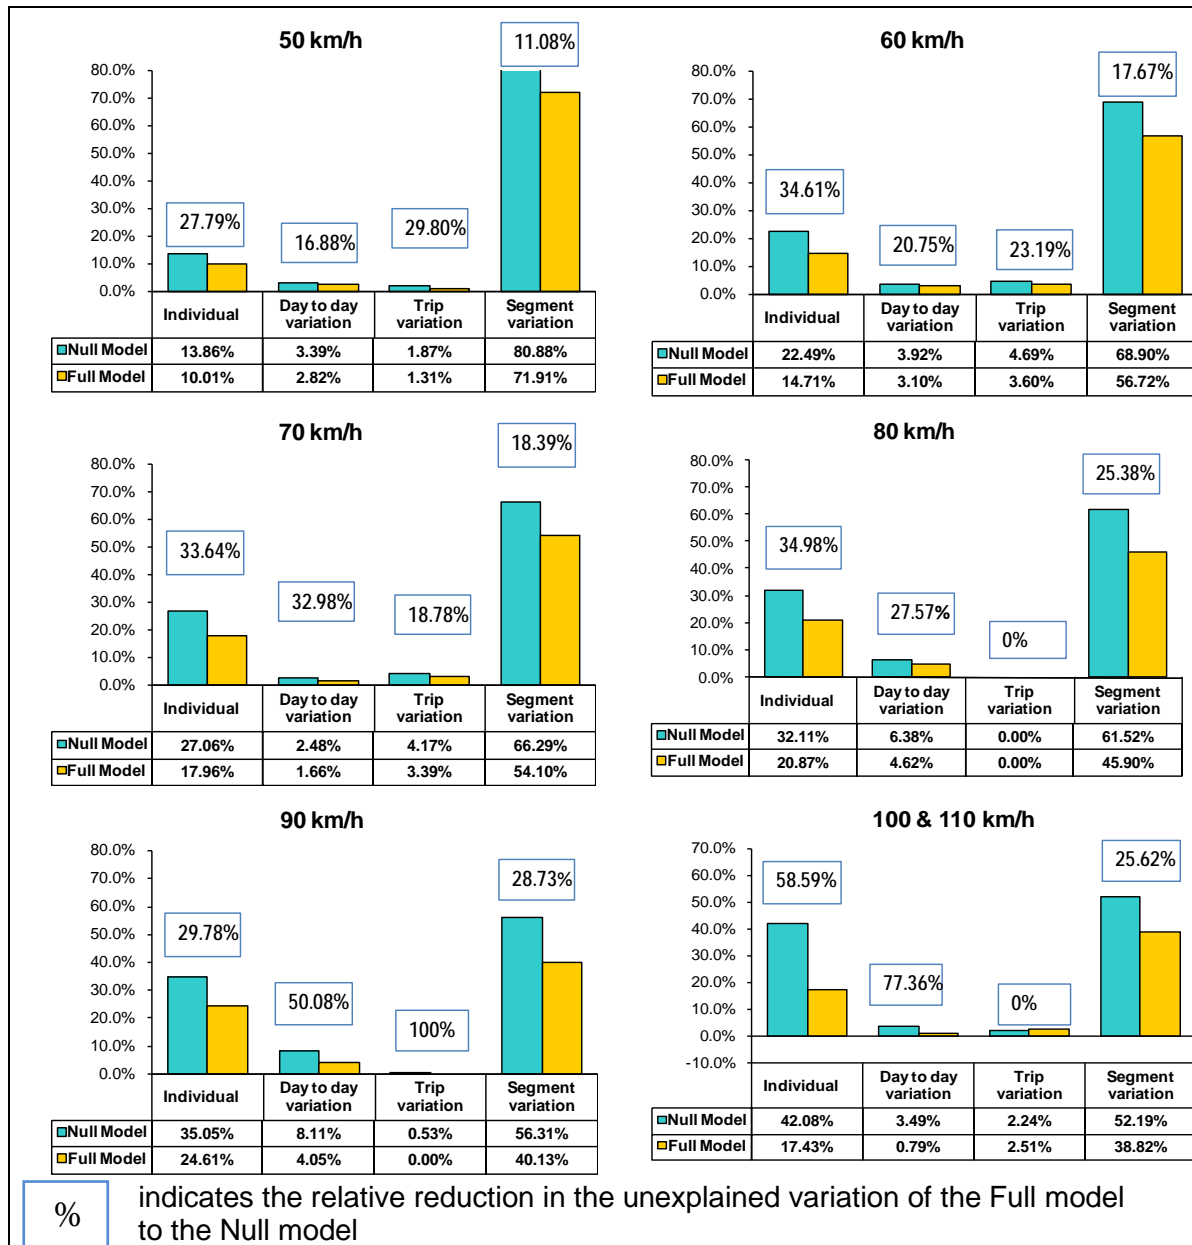 50 km/h
11.08%
80.0%
70.0%
60.0%
50.0%
40.0%
30.0%
20.0%
10.0%
0.0%
27.79%
16.88%
29.80%
Individual
Day to day variation
Trip variation
Segment variation
Null Model 13.86% 3.39% 1.87% 80.88%
Full Model 10.01% 2.82% 1.31% 71.91%
60 km/h
17.67%
80.0%
70.0%
60.0%
50.0%
40.0%
30.0%
20.0%
10.0%
0.0%
34.61%
20.75%
23.19%
Individual
Day to day variation
Trip variation
Segment variation
Null Model 22.49% 3.92% 4.69% 68.90%
Full Model 14.71% 3.10% 3.60% 56.72%
70 km/h
18.39%
80.0%
70.0%
60.0%
50.0%
40.0%
30.0%
20.0%
10.0%
0.0%
33.64%
32.98%
18.78%
Individual
Day to day variation
Trip variation
Segment variation
Null Model 27.06% 2.48% 4.17% 66.29%
Full Model 17.96% 1.66% 3.39% 54.10%
80 km/h
25.38%
80.0%
70.0%
60.0%
50.0%
40.0%
30.0%
20.0%
10.0%
0.0%
34.98%
27.57%
0%
Individual
Day to day variation
Trip variation
Segment variation
Null Model 32.11% 6.38% 0.00% 61.52%
Full Model 20.87% 4.62% 0.00% 45.90%
90 km/h
28.73%
80.0%
70.0%
60.0%
50.0%
40.0%
30.0%
20.0%
10.0%
0.0%
29.78%
50.08%
100%
Individual
Day to day variation
Trip variation
Segment variation
Null Model 35.05% 8.11% 0.53% 56.31%
Full Model 24.61% 4.05% 0.00% 40.13%
100 & 110 km/h
25.62%
70.0%
60.0%
50.0%
40.0%
30.0%
20.0%
10.0%
0.0%
-10.0%
58.59%
77.36%
0%
Individual
Day to day variation
Trip variation
Segment variation
Null Model 42.08% 3.49% 2.24% 52.19%
Full Model 17.43% 0.79% 2.51% 38.82%
% indicates the relative reduction in the unexplained variation of the Full model
to the Null model